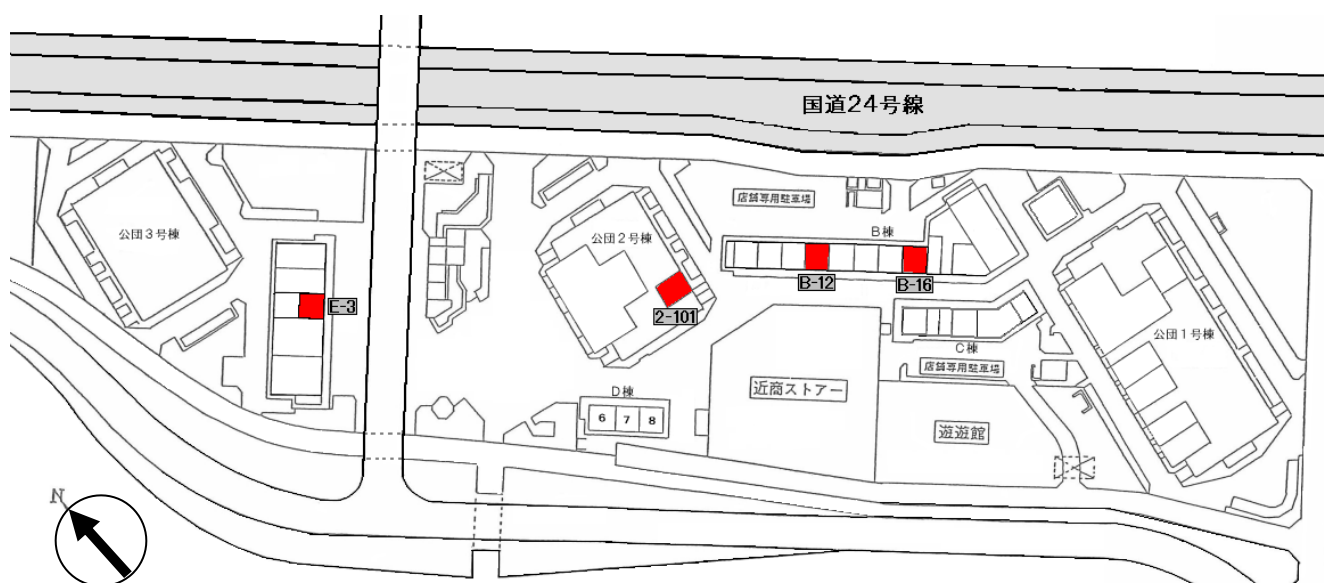 国道24号線
店舗専用駐車場
B棟
公団3号棟
公団2号棟
B-12
B-16
E-3
2-101
公団1号棟
C棟
店舗専用駐車場
D棟
近商ストアー
6 7 8
遊遊館
N